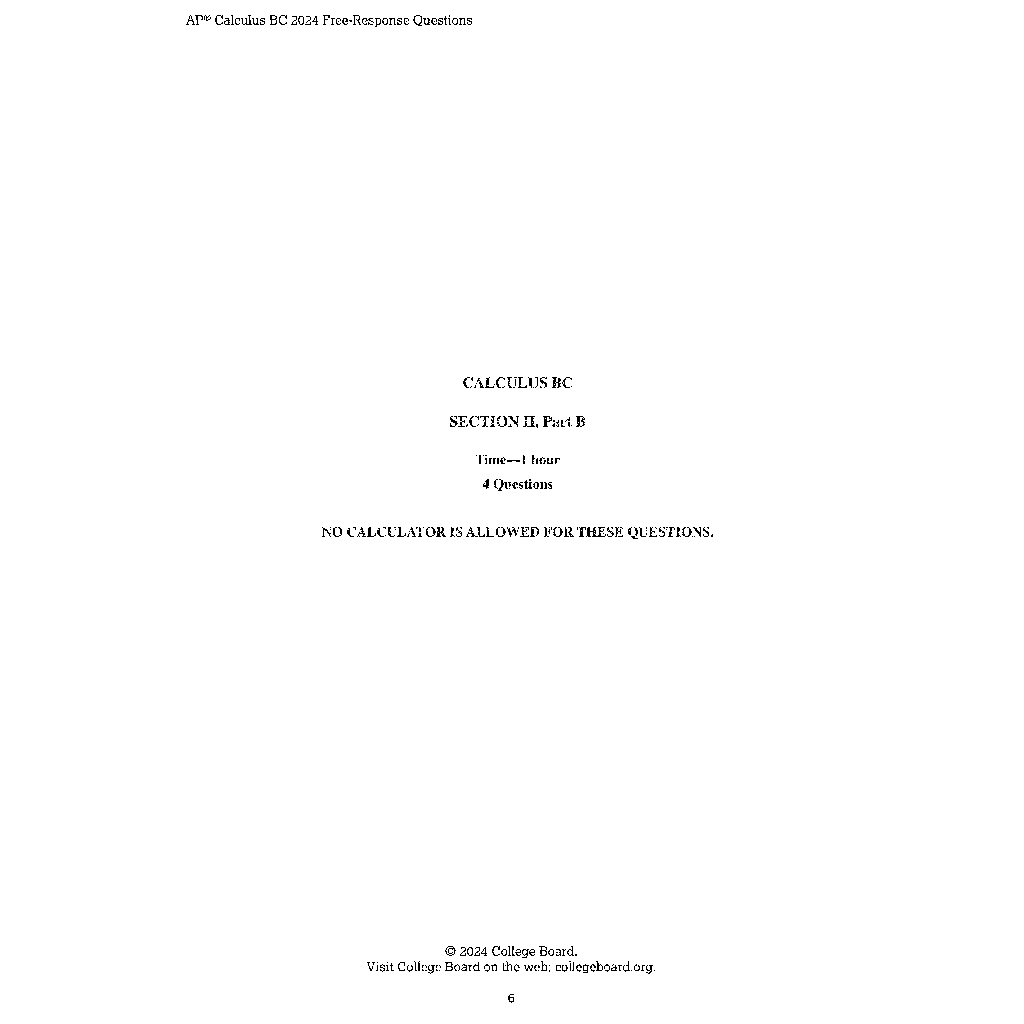 AP® Calculus BC 2024 Free-Response Questions
CALCULUS BC
SECTION II, Part B
Time—1 hour
4 Questions
NO CALCULATOR IS ALLOWED FOR THESE QUESTIONS.
© 2024 College Board.
Visit College Board on the web: collegeboard.org.
6